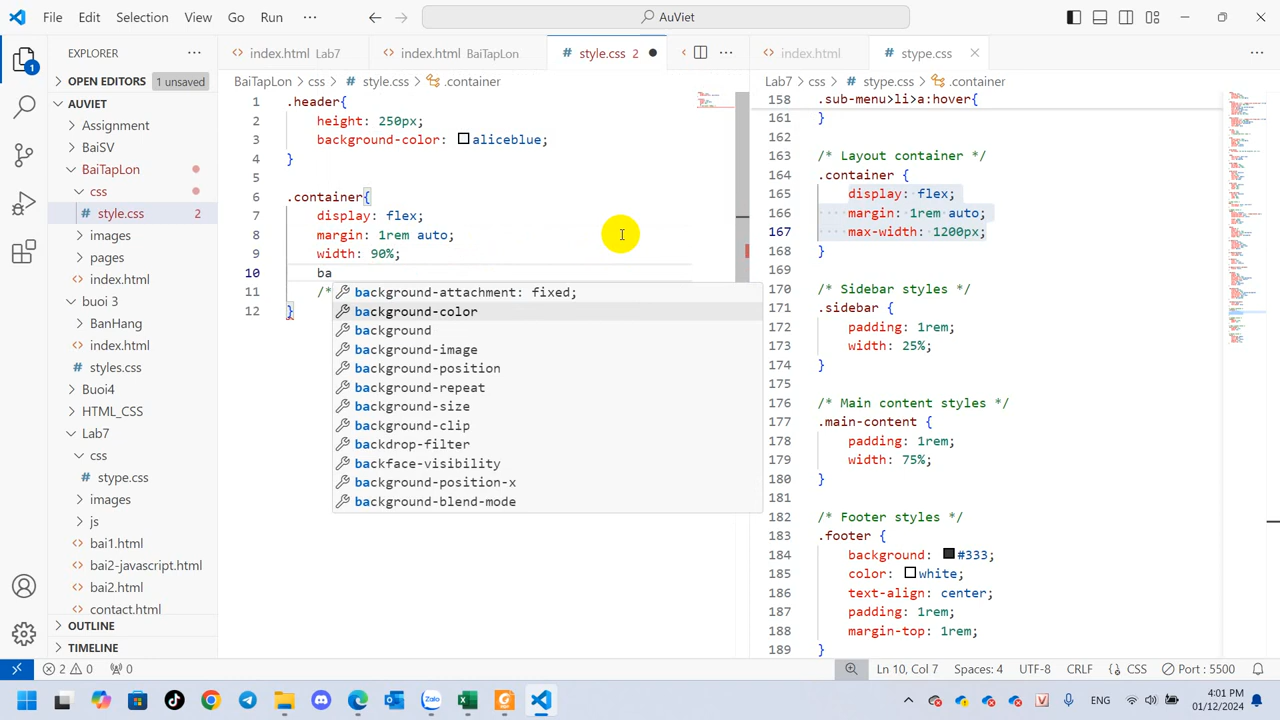 File Edit Selection View Go Run ···
AuViet
EXPLORER ···
OPEN EDITORS 1 unsaved
AUVIET
Assignment
BaiSV
BaiTapLon
css
# style.css 2
images
pages
<> index.html
buoi 3
BanHang
<> index.html
# styles.css
Buoi4
HTML_CSS
Lab7
css
# stype.css
images
js
<> bai1.html
<> bai2-javascript.html
<> bai2.html
<> contact.html
OUTLINE
TIMELINE
<> index.html Lab7
<> index.html BaiTapLon
# style.css 2 ●
BaiTapLon > css > # style.css > .container
1 .header{
2 height: 250px;
3 background-color: aliceblue;
4 }
5
6 .container{
7 display: flex;
8 margin: 1rem auto;
9 width: 90%;
10 ba
11 /*
12 }
background-attachment: fixed;
background-color
background
background-image
background-position
background-repeat
background-size
background-clip
backdrop-filter
backface-visibility
background-position-x
background-blend-mode
<> index.html
# stype.css
Lab7 > css > # stype.css > .container
158 .sub-menu>li>a:hover{
161 }
162
163 /* Layout container */
164 .container {
165 display: flex;
166 margin: 1rem auto;
167 max-width: 1200px;
168 }
169
170 /* Sidebar styles */
171 .sidebar {
172 padding: 1rem;
173 width: 25%;
174 }
175
176 /* Main content styles */
177 .main-content {
178 padding: 1rem;
179 width: 75%;
180 }
181
182 /* Footer styles */
183 .footer {
184 background: #333;
185 color: white;
186 text-align: center;
187 padding: 1rem;
188 margin-top: 1rem;
189 }
2 0 0
Ln 10, Col 7 Spaces: 4 UTF-8 CRLF {} CSS Port : 5500
Zalo
ENG
4:01 PM
01/12/2024